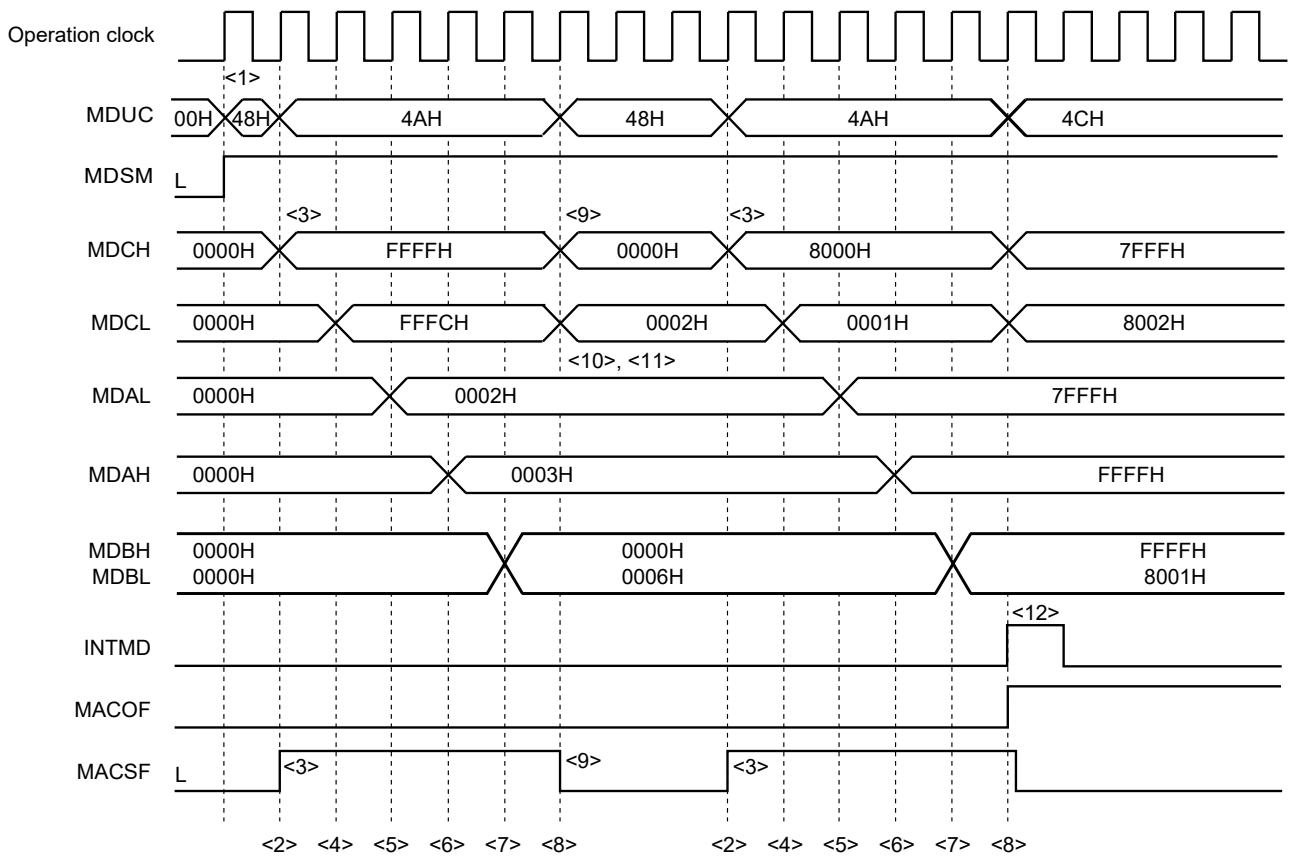 Operation clock
<1>
MDUC 00H 48H 4AH 48H 4AH 4CH
MDSM L
<3> <9> <3>
MDCH 0000H FFFFH 0000H 8000H 7FFFH
MDCL 0000H FFFCH 0002H 0001H 8002H
<10>, <11>
MDAL 0000H 0002H 7FFFH
MDAH 0000H 0003H FFFFH
MDBH 0000H 0000H FFFFH
MDBL 0000H 0006H 8001H
<12>
INTMD
MACOF
MACSF L <3> <9> <3>
<2> <4> <5> <6> <7> <8> <2> <4> <5> <6> <7> <8>